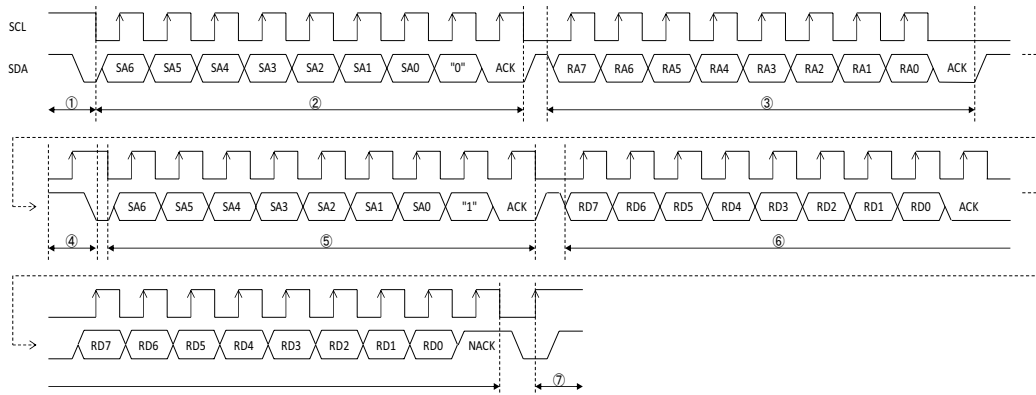 SCL
SDA SA6 SA5 SA4 SA3 SA2 SA1 SA0 "0" ACK RA7 RA6 RA5 RA4 RA3 RA2 RA1 RA0 ACK
① ② ③
SA6 SA5 SA4 SA3 SA2 SA1 SA0 "1" ACK RD7 RD6 RD5 RD4 RD3 RD2 RD1 RD0 ACK
④ ⑤ ⑥
RD7 RD6 RD5 RD4 RD3 RD2 RD1 RD0 NACK
⑦